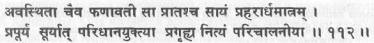 अवस्थिता चैव फणावती सा प्रातश्च सायं प्रहरार्धमात्रम् ।
प्रपूर्य सूर्यात् परिधानयुक्त्या प्रगृह्य नित्यं परिचालनीया ॥ ११२ ॥